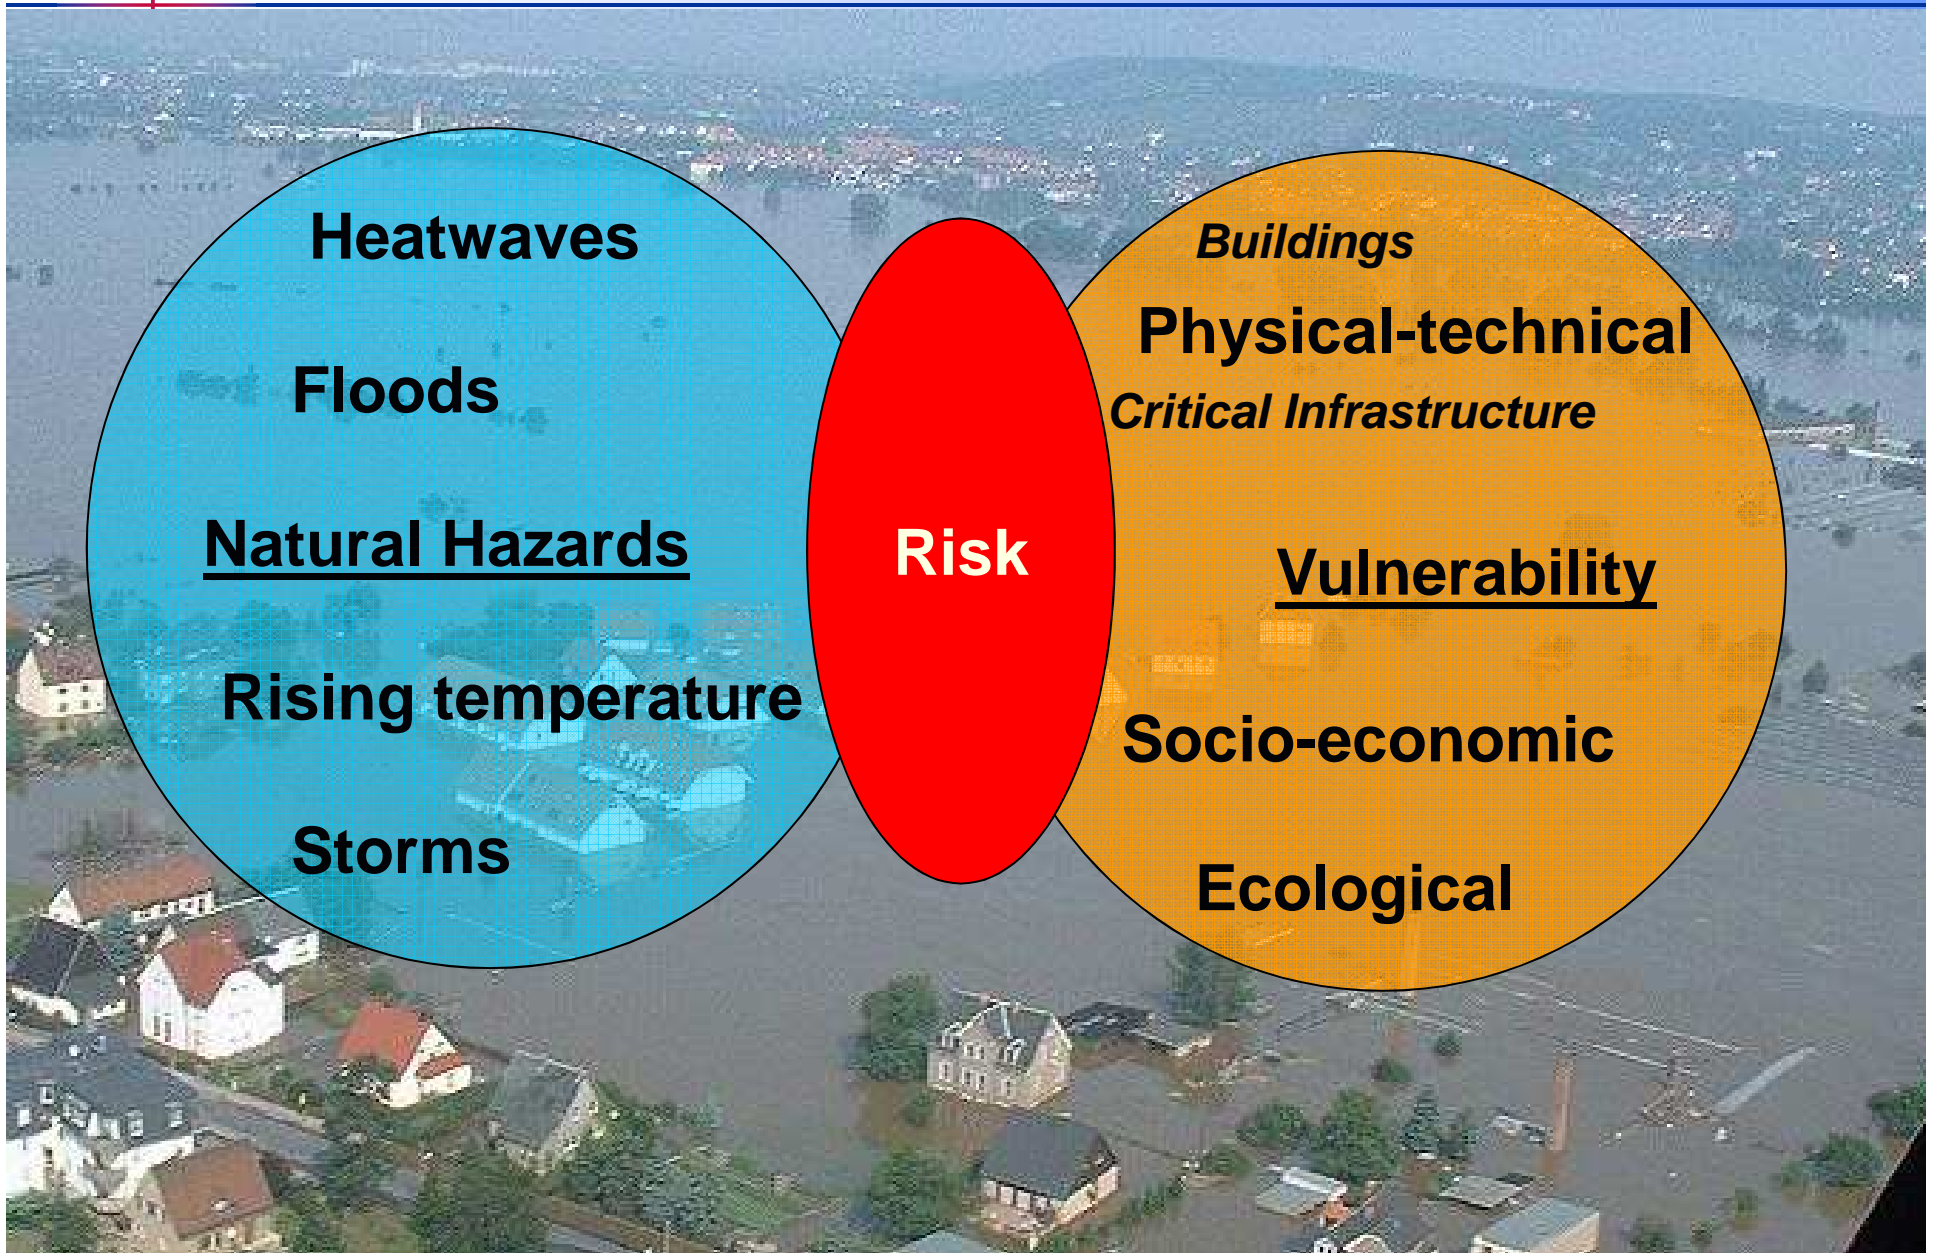 Heatwaves
Floods
Natural Hazards
Rising temperature
Storms
Risk
Buildings
Physical-technical
Critical Infrastructure
Vulnerability
Socio-economic
Ecological